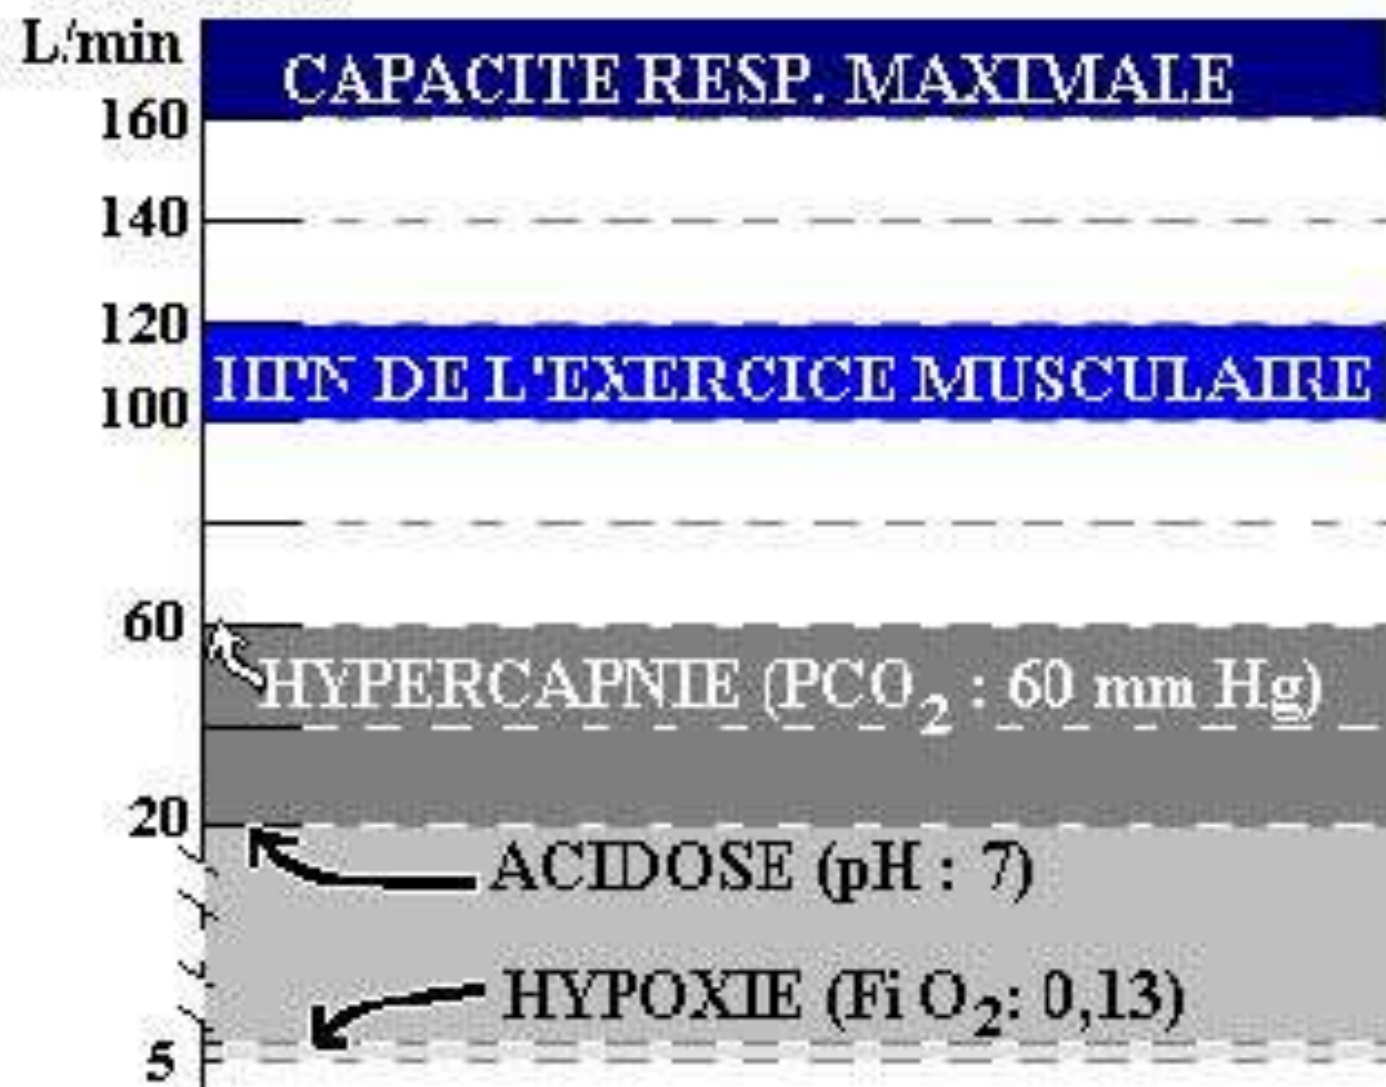 L/min
CAPACITE RESP. MAXIMALE
160
140
120
HPN DE L'EXERCICE MUSCULAIRE
100
60
HYPERCAPNIE (PCO₂ : 60 mm Hg)
20
ACIDOSE (pH : 7)
HYPOXIE (Fi O₂: 0,13)
5